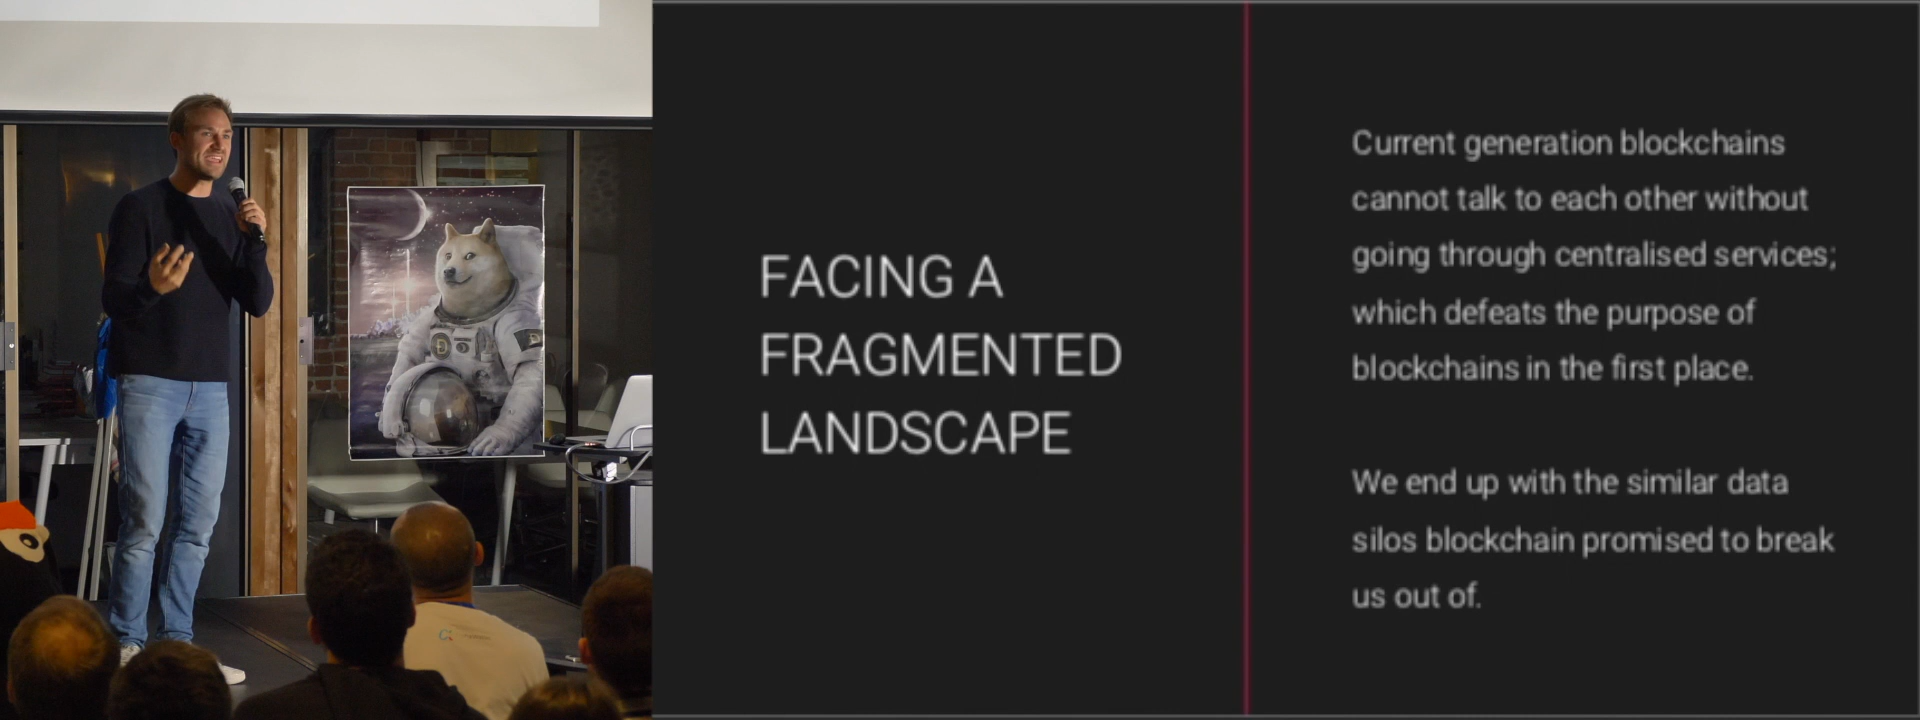 FACING A
FRAGMENTED
LANDSCAPE
Current generation blockchains
cannot talk to each other without
going through centralised services;
which defeats the purpose of
blockchains in the first place.
We end up with the similar data
silos blockchain promised to break
us out of.